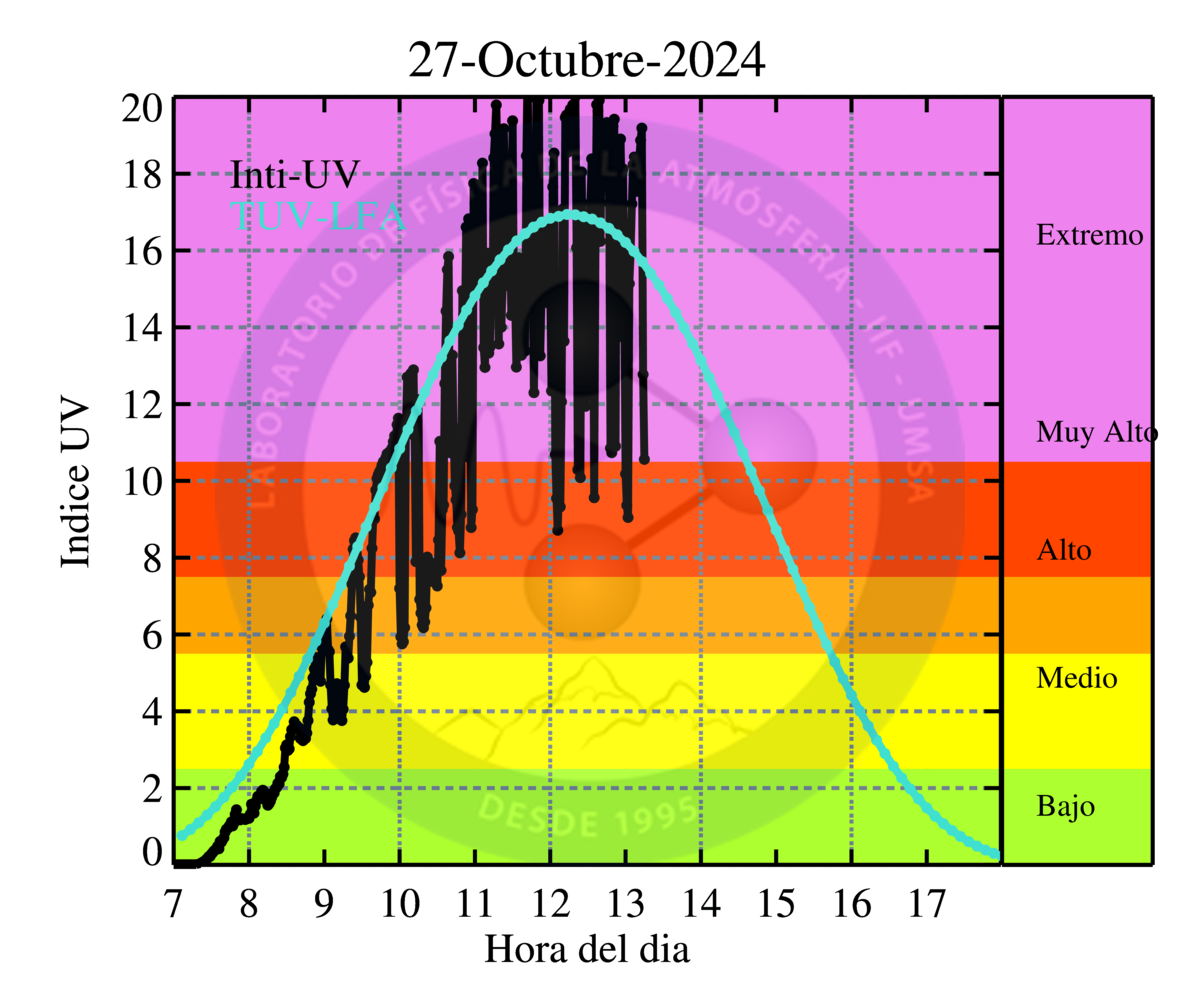 27-Octubre-2024
20
18
16
14
12
10
8
6
4
2
0
Indice UV
Inti-UV
TUV-LFA
LABORATORIO DE FÍSICA DE LA ATMÓSFERA - IIF - UMSA
DESDE 1995
Extremo
Muy Alto
Alto
Medio
Bajo
7 8 9 10 11 12 13 14 15 16 17
Hora del dia